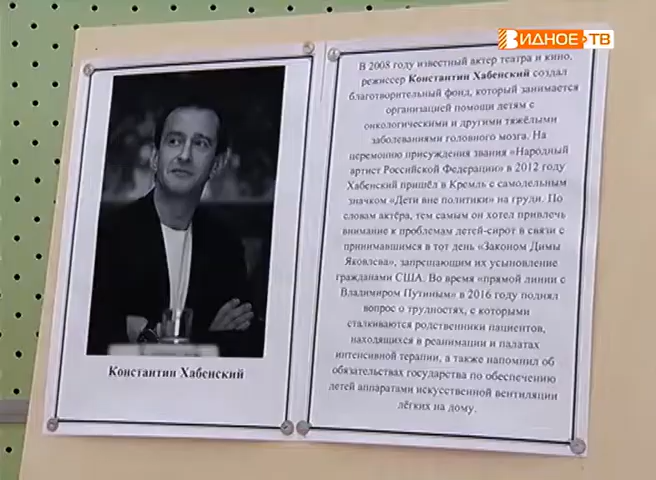 ВИДНОЕ-ТВ
В 2008 году известный актер театра и кино,
режиссер Константин Хабенский создал
благотворительный фонд, который занимается
организацией помощи детям с
онкологическими и другими тяжёлыми
заболеваниями головного мозга. На
церемонию присуждения звания «Народный
артист Российской Федерации» в 2012 году
Хабенский пришёл в Кремль с самодельным
значком «Дети вне политики» на груди. По
словам актёра, тем самым он хотел привлечь
внимание к проблемам детей-сирот в связи с
принимавшимся в тот день «Законом Димы
Яковлева», запрещающим их усыновление
гражданами США. Во время «прямой линии с
Владимиром Путиным» в 2016 году поднял
вопрос о трудностях, с которыми
сталкиваются родственники пациентов,
находящихся в реанимации и палатах
интенсивной терапии, а также напомнил об
обязательствах государства по обеспечению
детей аппаратами искусственной вентиляции
лёгких на дому.
Константин Хабенский